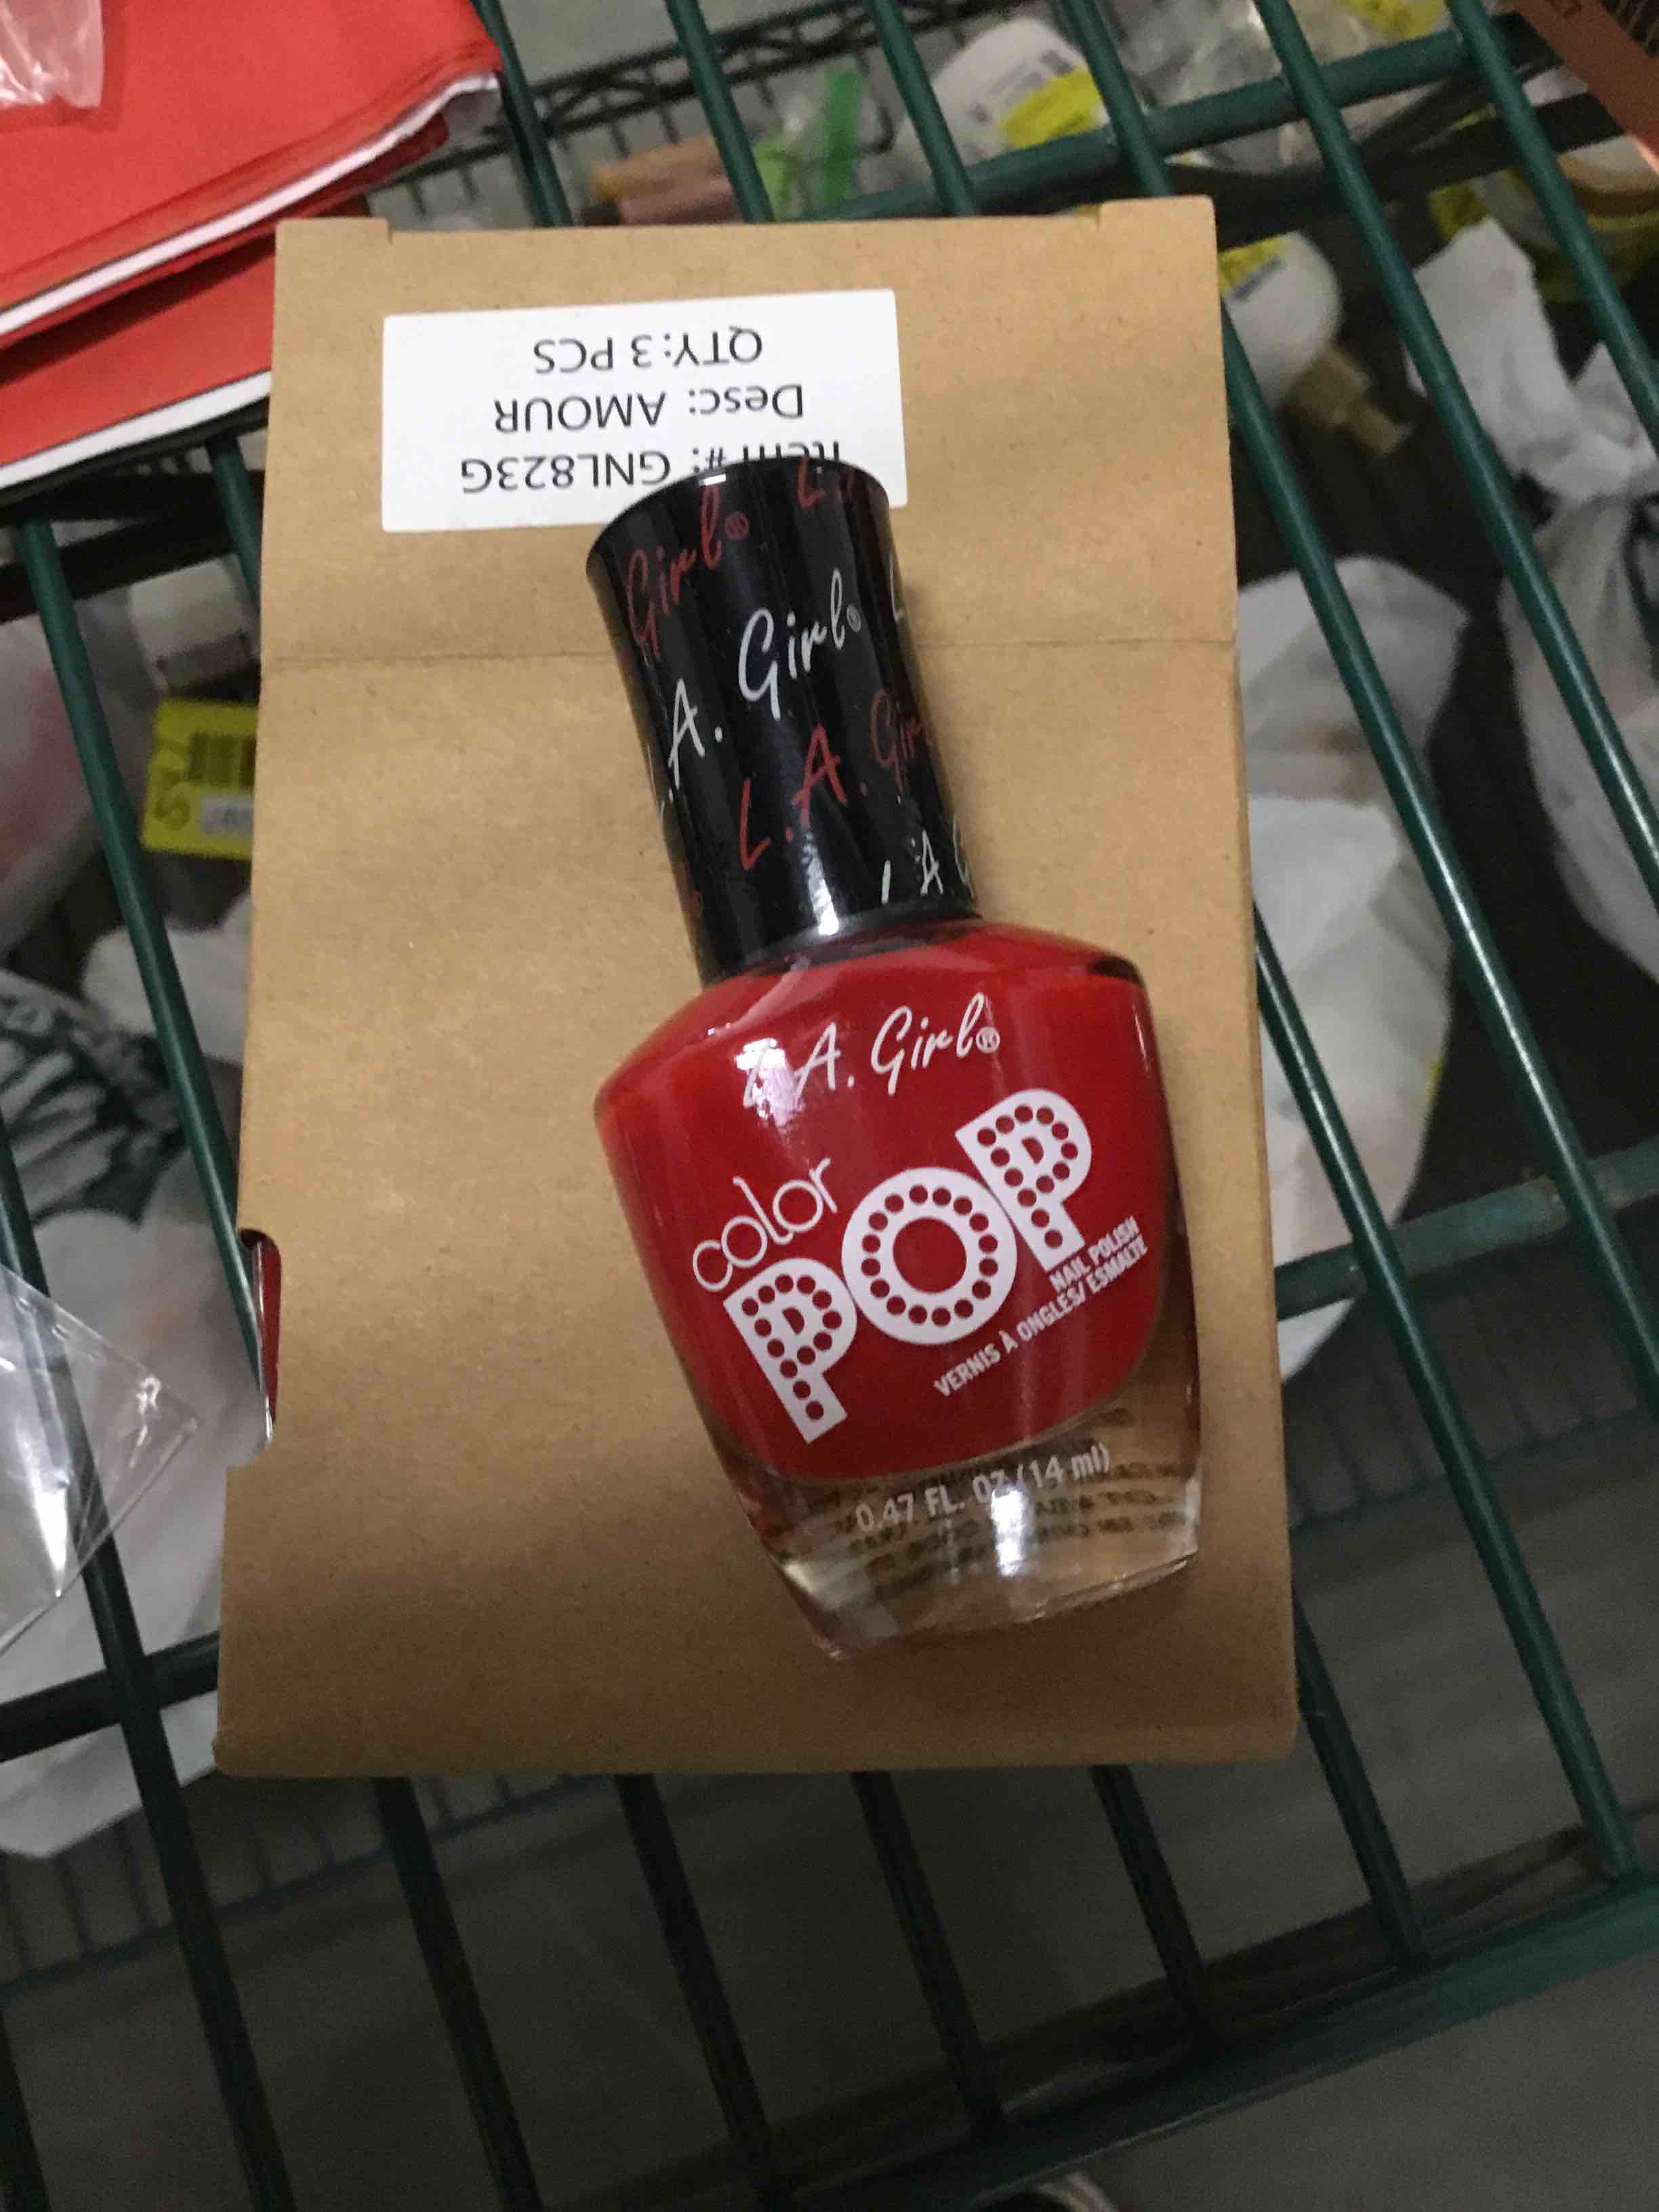 Item #: GNL823G
Desc: AMOUR
QTY: 3 PCS
Girl®
L.
A. Girl®
L.A. Gir
L A
L.A. Girl®
color
POP
NAIL POLISH
VERNIS À ONGLES/ ESMALTE
0.47 FL. OZ (14 ml)